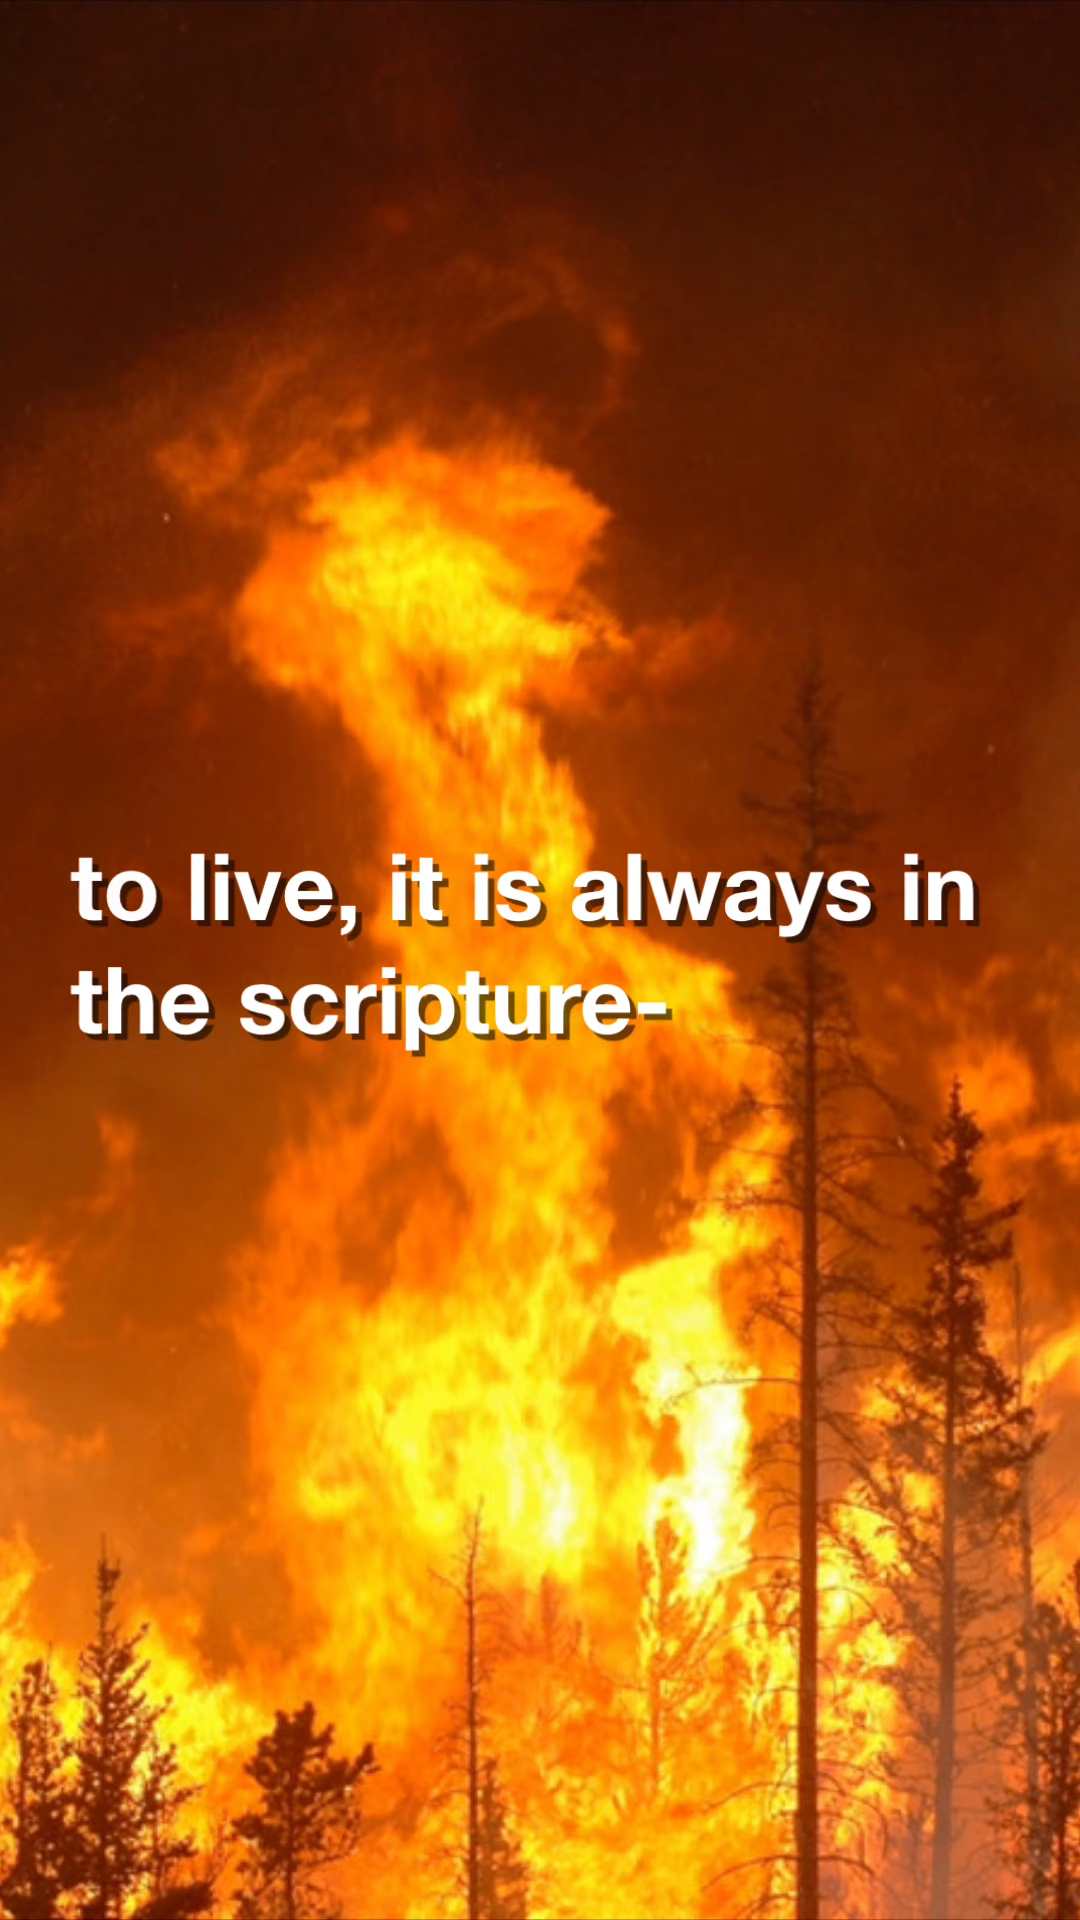 to live, it is always in
the scripture-